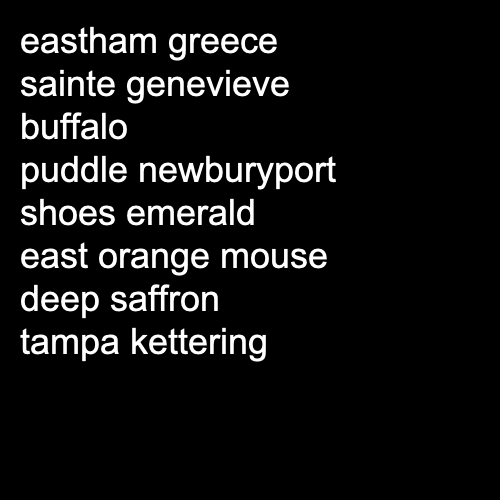 eastham greece
sainte genevieve
buffalo
puddle newburyport
shoes emerald
east orange mouse
deep saffron
tampa kettering